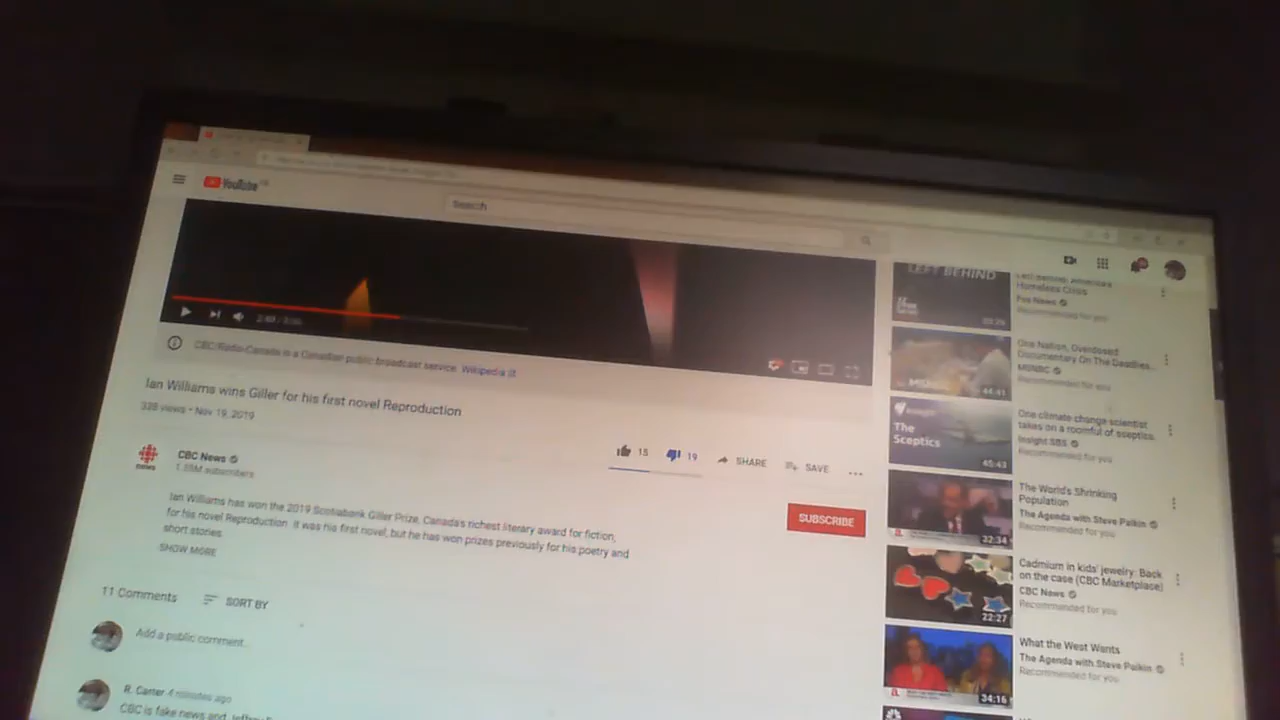 YouTube
Search
2:49 / 3:06
CBC/Radio-Canada is a Canadian public broadcast service. Wikipedia
Ian Williams wins Giller for his first novel Reproduction
328 views • Nov 19, 2019
15
19
SHARE
SAVE
CBC News
subscribers
SUBSCRIBE
Ian Williams has won the 2019 Scotiabank Giller Prize, Canada's richest literary award for fiction,
for his novel Reproduction. It was his first novel, but he has won prizes previously for his poetry and
short stories.
SHOW MORE
11 Comments
SORT BY
Add a public comment...
R. Carter 4 minutes ago
CBC is fake news and
LEFT BEHIND
Homeless Crisis
Fox News
Recommended for you
44:41
One Nation, Overdosed
Documentary On The Deadlies...
MSNBC
Recommended for you
The
Sceptics
45:43
One climate change scientist
takes on a roomful of sceptics.
Insight SBS
Recommended for you
32:34
The World's Shrinking
Population
The Agenda with Steve Paikin
Recommended for you
22:27
Cadmium in kids' jewelry: Back
on the case (CBC Marketplace)
CBC News
Recommended for you
34:16
What the West Wants
The Agenda with Steve Paikin
Recommended for you